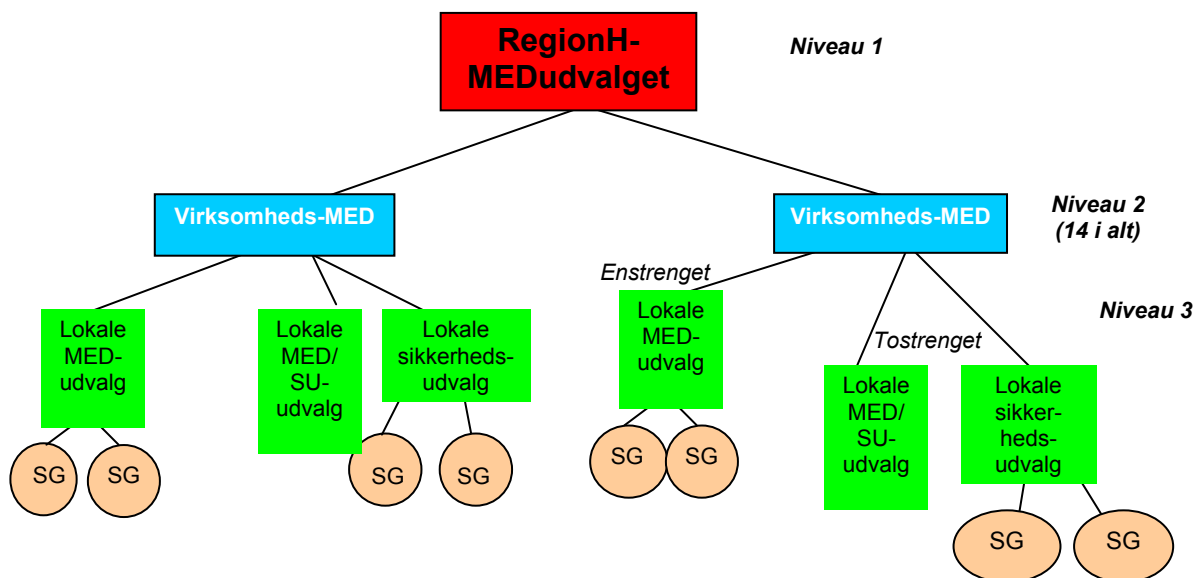 RegionH-
MEDudvalget
Niveau 1
Virksomheds-MED
Virksomheds-MED
Niveau 2
(14 i alt)
Enstrenget
Niveau 3
Lokale
MED-
udvalg
Lokale
MED/
SU-
udvalg
Lokale
sikkerheds-
udvalg
Lokale
MED-
udvalg
Tostrenget
Lokale
MED/
SU-
udvalg
Lokale
sikker-
heds-
udvalg
SG
SG
SG
SG
SG
SG
SG
SG